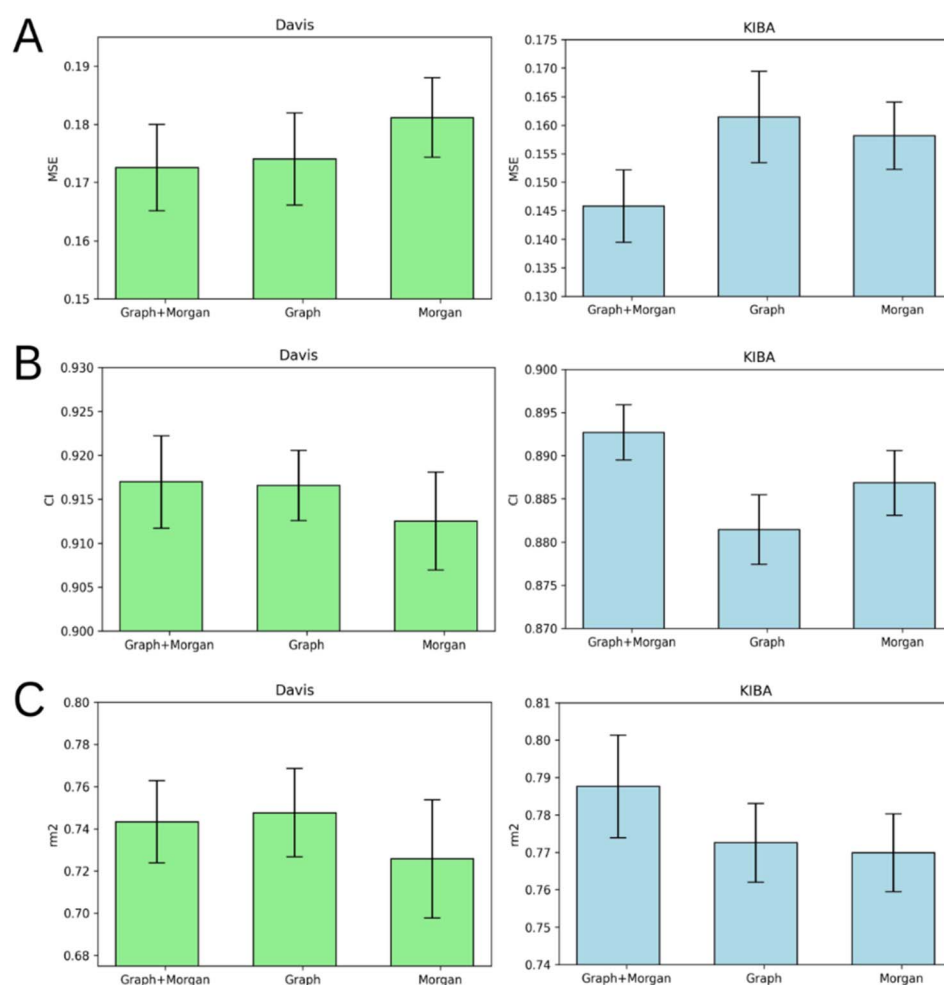 A
Davis
MSE
0.19
0.18
0.17
0.16
0.15
Graph+Morgan Graph Morgan
KIBA
MSE
0.175
0.170
0.165
0.160
0.155
0.150
0.145
0.140
0.135
0.130
Graph+Morgan Graph Morgan
B
Davis
CI
0.930
0.925
0.920
0.915
0.910
0.905
0.900
Graph+Morgan Graph Morgan
KIBA
CI
0.900
0.895
0.890
0.885
0.880
0.875
0.870
Graph+Morgan Graph Morgan
C
Davis
rm2
0.80
0.78
0.76
0.74
0.72
0.70
0.68
Graph+Morgan Graph Morgan
KIBA
rm2
0.81
0.80
0.79
0.78
0.77
0.76
0.75
0.74
Graph+Morgan Graph Morgan